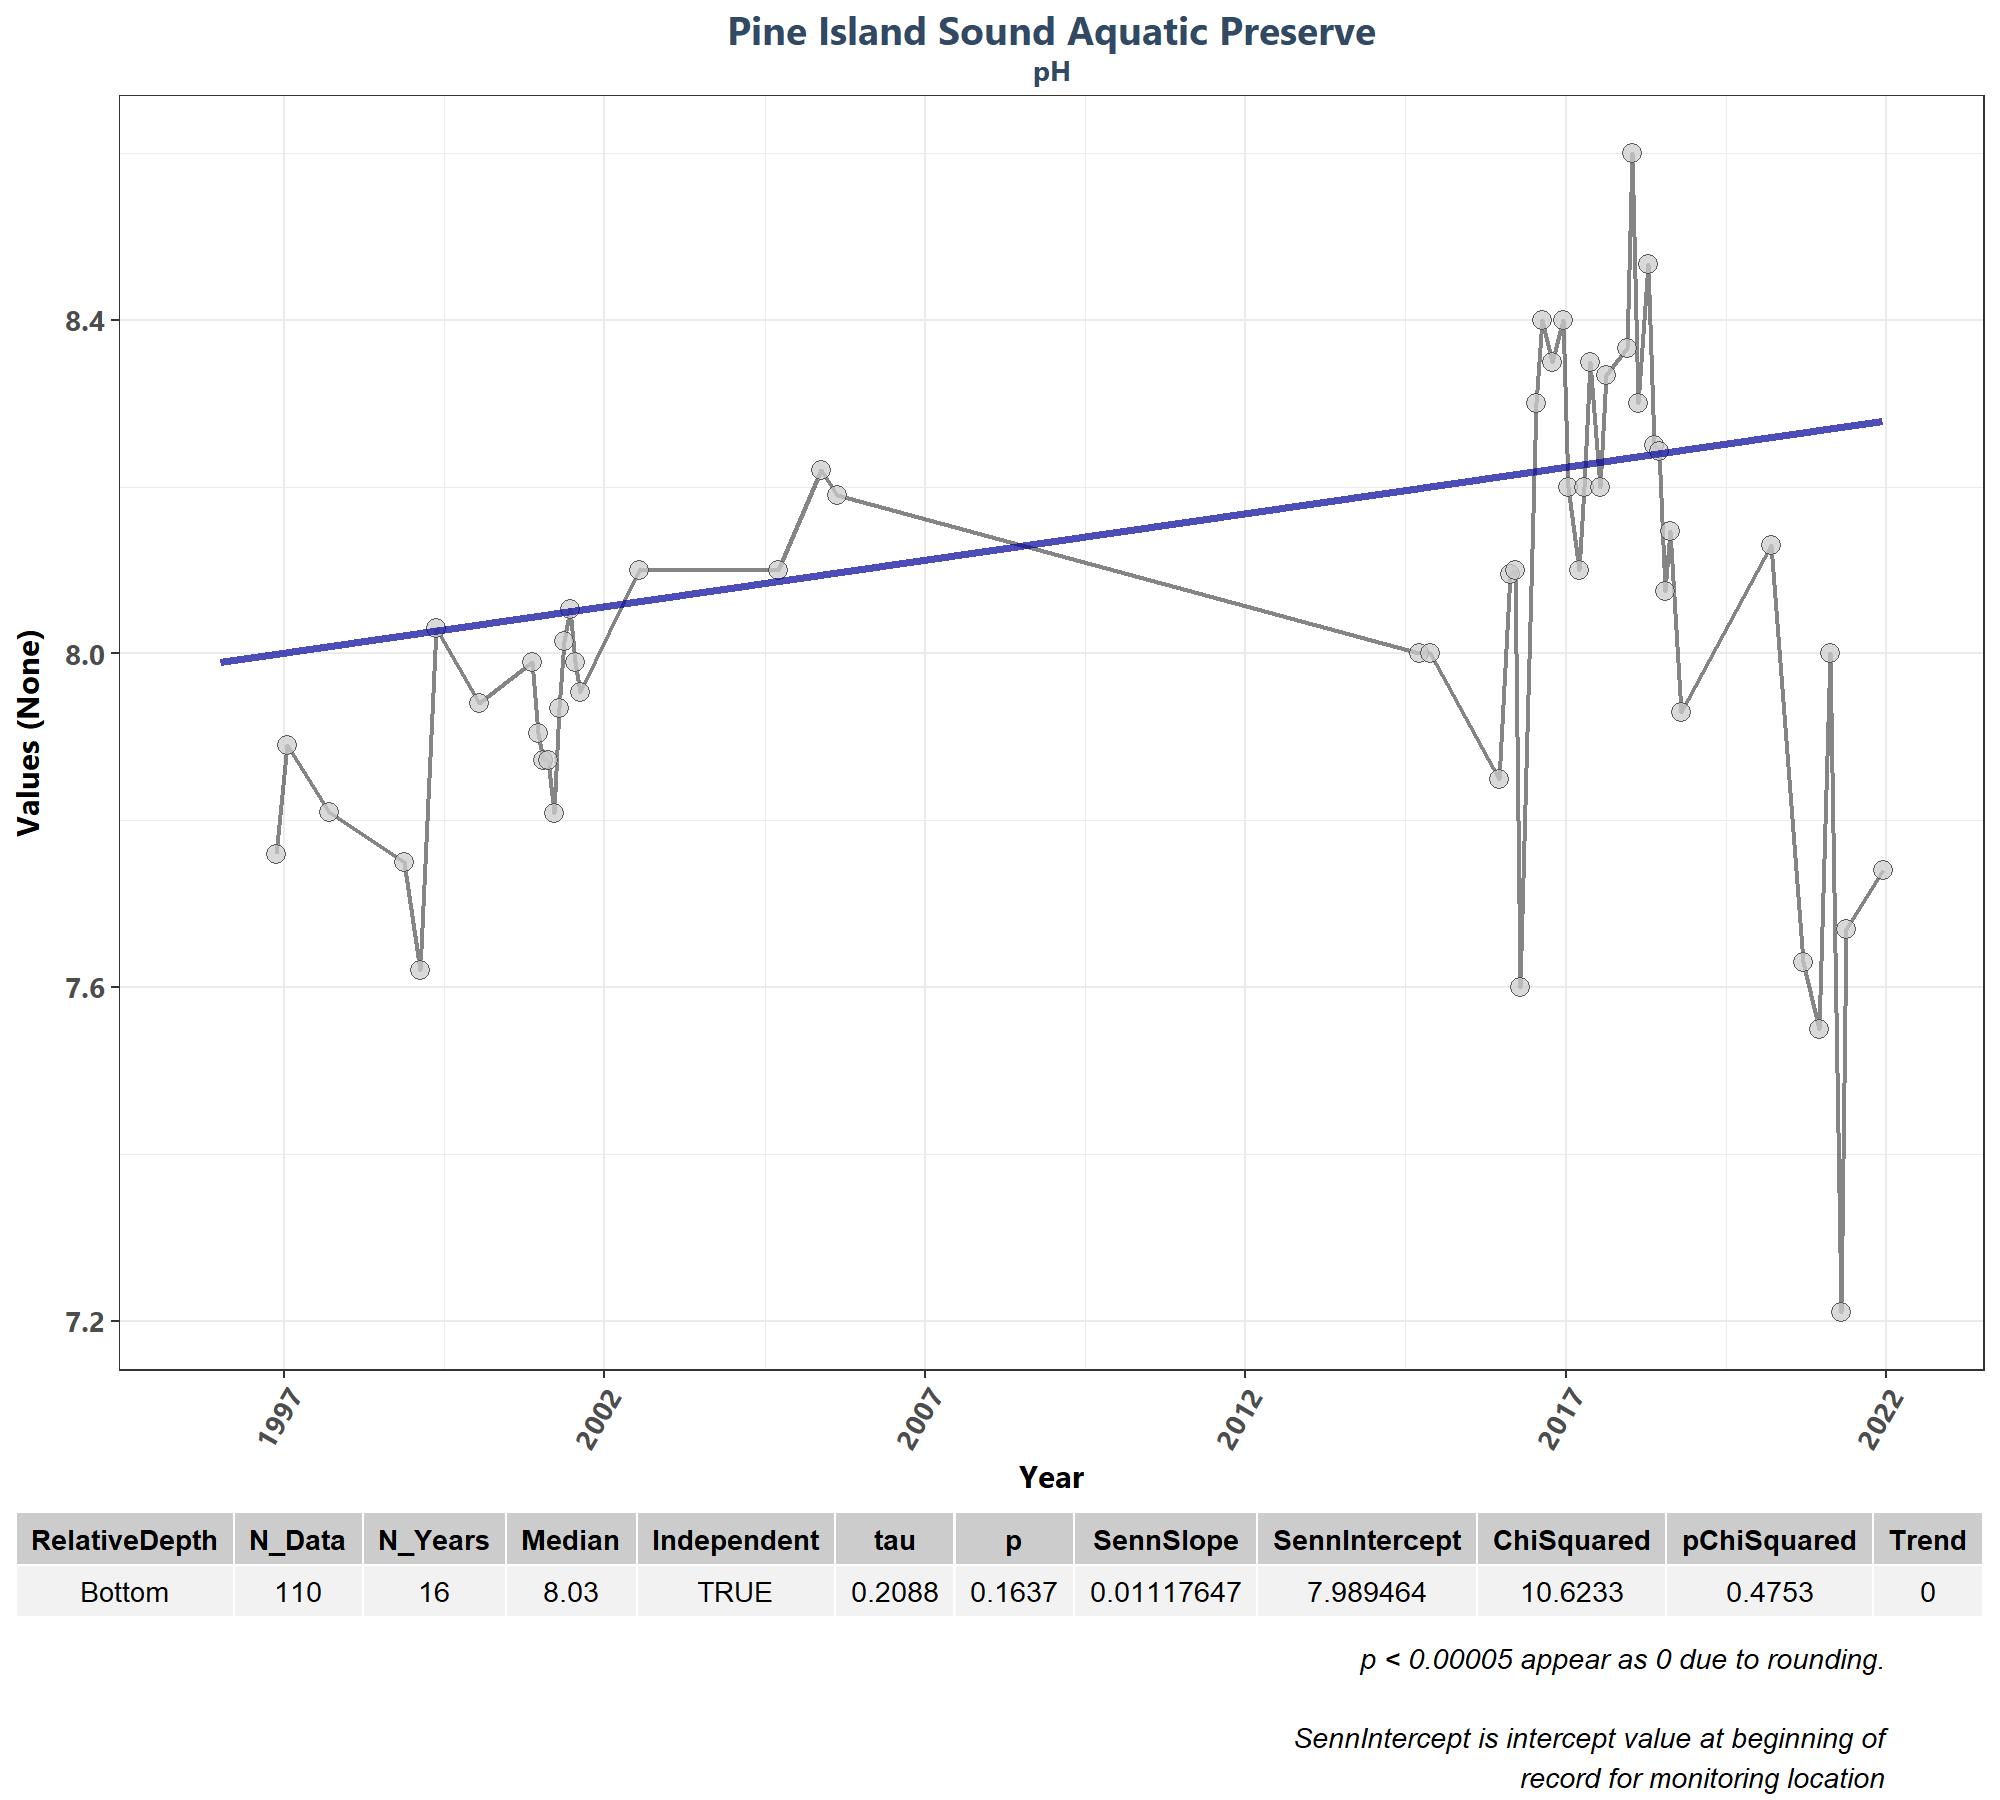 Pine Island Sound Aquatic Preserve
pH
8.4
8.0
7.6
7.2
Values (None)
1997 2002 2007 2012 2017 2022
Year
RelativeDepth N_Data N_Years Median Independent tau p SennSlope SennIntercept ChiSquared pChiSquared Trend
Bottom 110 16 8.03 TRUE 0.2088 0.1637 0.01117647 7.989464 10.6233 0.4753 0
p < 0.00005 appear as 0 due to rounding.
SennIntercept is intercept value at beginning of
record for monitoring location